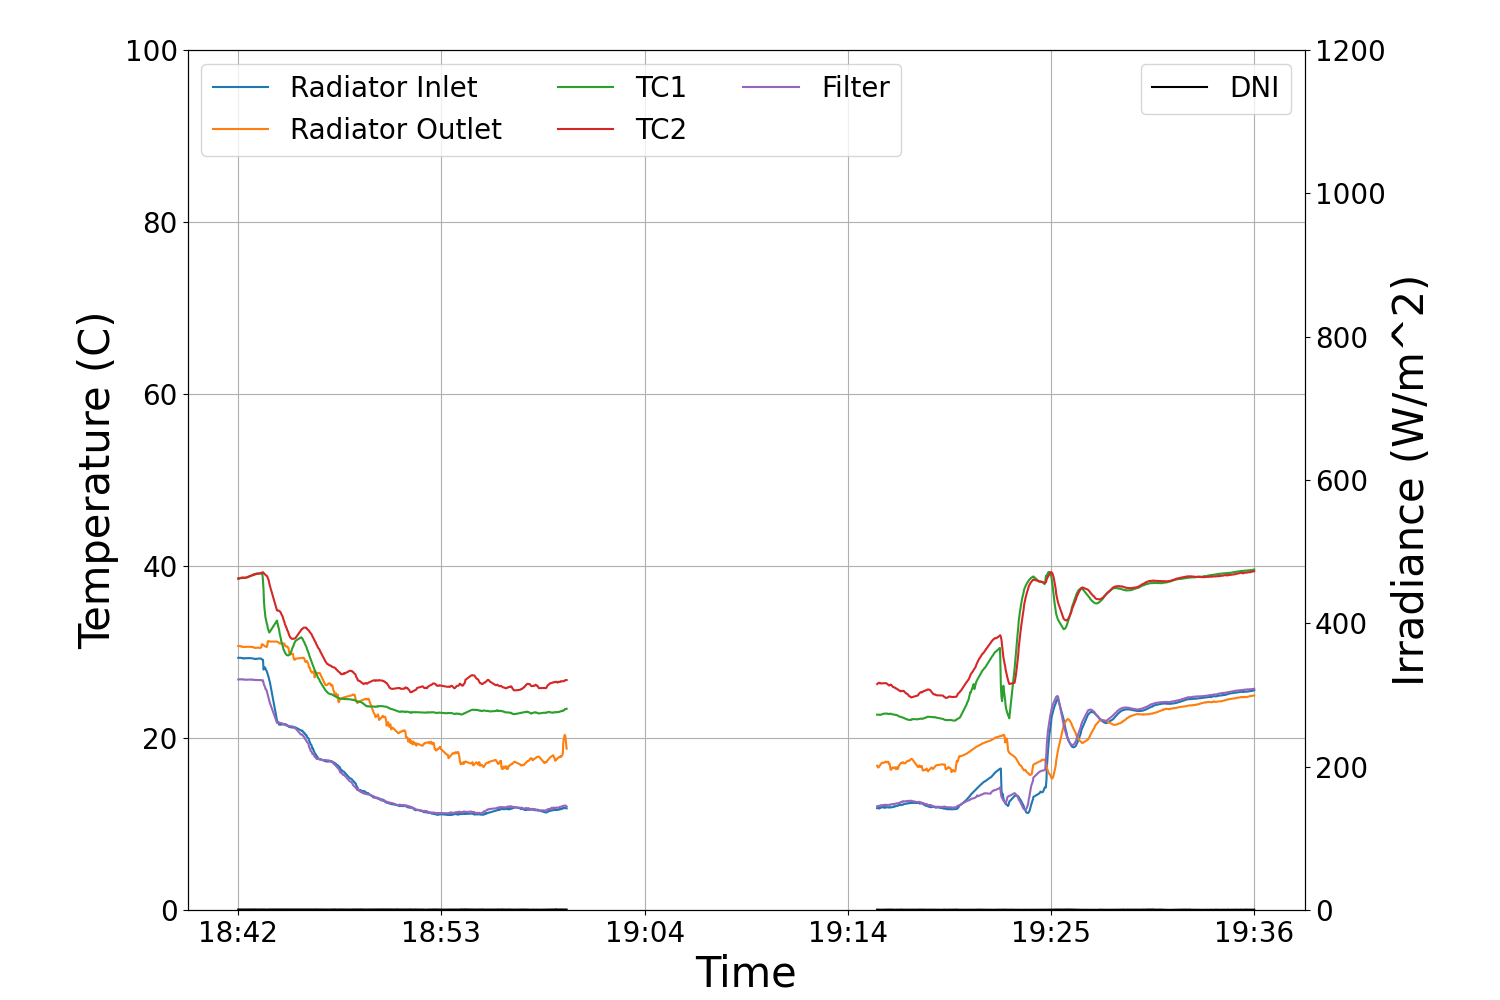 Radiator Inlet
Radiator Outlet
TC1
TC2
Filter
DNI
100
80
60
40
20
0
Temperature (C)
1200
1000
800
600
400
200
0
Irradiance (W/m^2)
18:42 18:53 19:04 19:14 19:25 19:36
Time